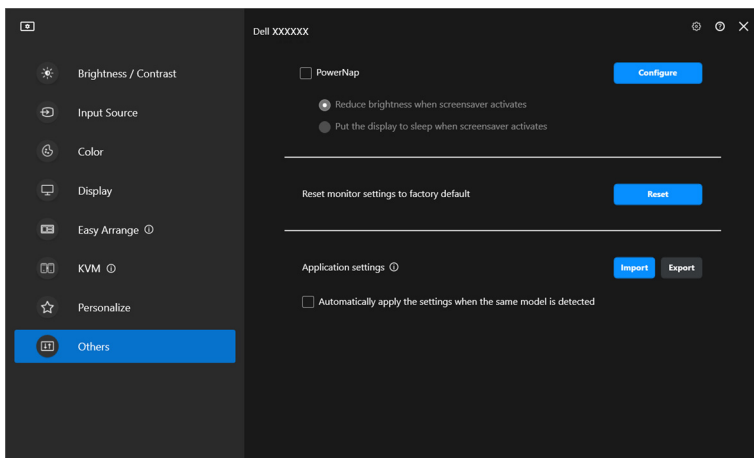 Dell XXXXXX
Brightness / Contrast
Input Source
Color
Display
Easy Arrange
KVM
Personalize
Others
PowerNap
Configure
Reduce brightness when screensaver activates
Put the display to sleep when screensaver activates
Reset monitor settings to factory default
Reset
Application settings
Import
Export
Automatically apply the settings when the same model is detected